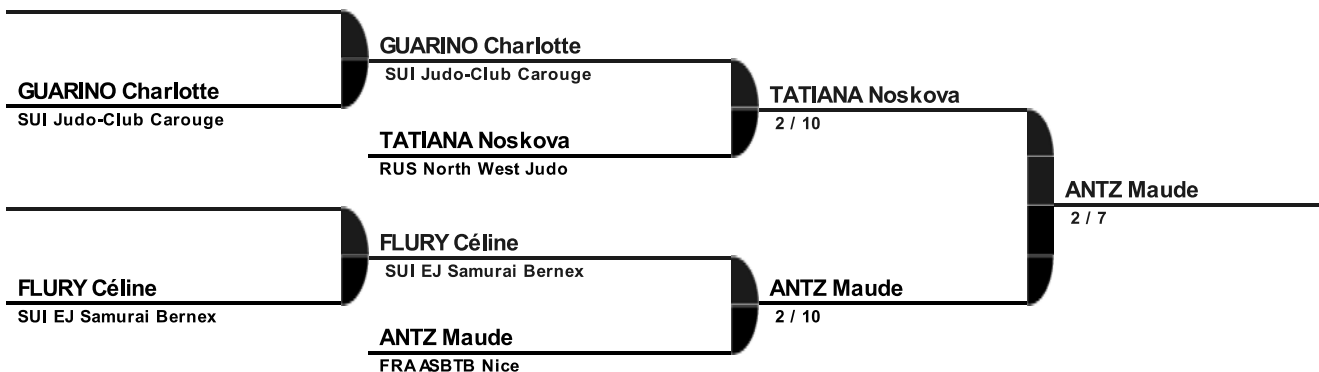 GUARINO Charlotte
SUI Judo-Club Carouge
GUARINO Charlotte
SUI Judo-Club Carouge
TATIANA Noskova
RUS North West Judo
TATIANA Noskova
2 / 10
FLURY Céline
SUI EJ Samurai Bernex
FLURY Céline
SUI EJ Samurai Bernex
ANTZ Maude
FRA ASBTB Nice
ANTZ Maude
2 / 10
ANTZ Maude
2 / 7